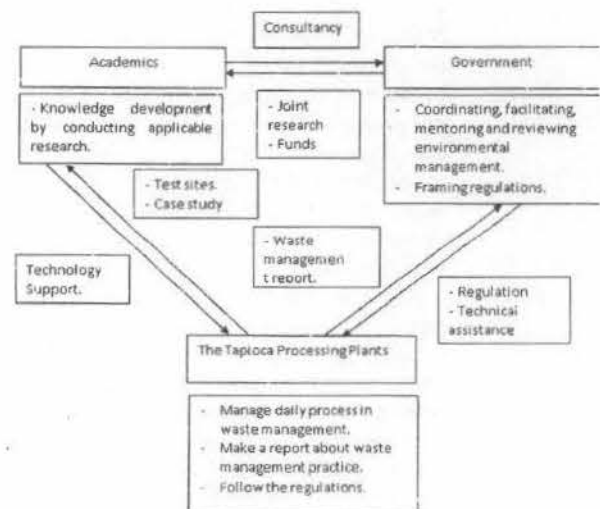 Consultancy
Academics
Government
- Knowledge development
by conducting applicable
research.
- Joint
research
- Funds
- Coordinating, facilitating,
mentoring and reviewing
environmental
management.
- Framing regulations.
- Test sites.
- Case study
Technology
Support.
- Waste
managemen
t report.
- Regulation
- Technical
assistance
The Tapioca Processing Plants
- Manage daily process in
waste management.
- Make a report about waste
management practice.
- Follow the regulations.